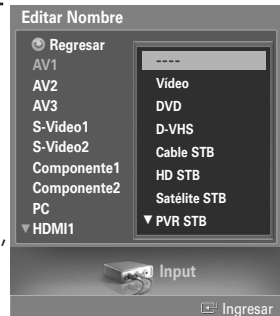 Editar Nombre
Regresar
AV1
AV2
AV3
S-Video1
S-Video2
Componente1
Componente2
PC
▼HDMI1
----
Vídeo
DVD
D-VHS
Cable STB
HD STB
Satélite STB
▼ PVR STB
,
Input
Ingresar